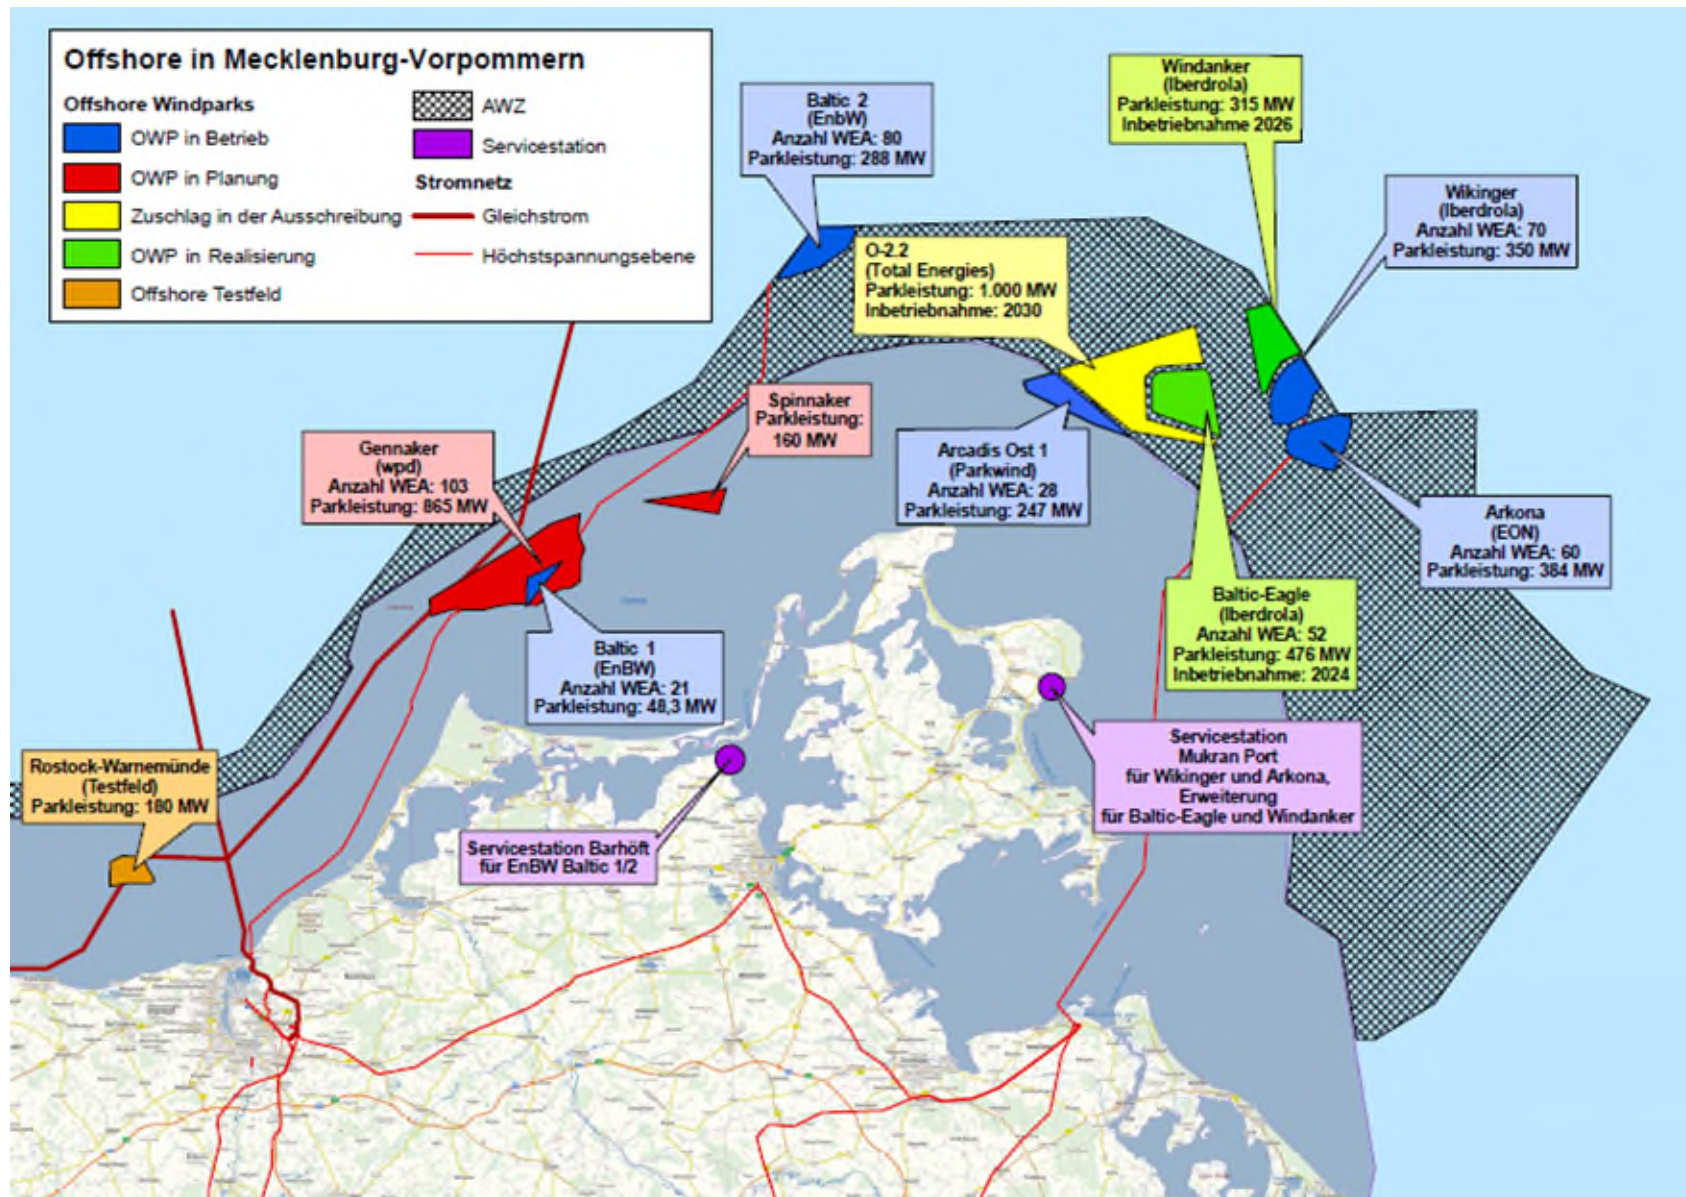 Offshore in Mecklenburg-Vorpommern
Offshore Windparks
OWP in Betrieb
OWP in Planung
Zuschlag in der Ausschreibung
OWP in Realisierung
Offshore Testfeld
AWZ
Servicestation
Stromnetz
Gleichstrom
Höchstspannungsebene
Baltic 2
(EnbW)
Anzahl WEA: 80
Parkleistung: 288 MW
Windanker
(Iberdrola)
Parkleistung: 315 MW
Inbetriebnahme 2026
Wikinger
(Iberdrola)
Anzahl WEA: 70
Parkleistung: 350 MW
O-2.2
(Total Energies)
Parkleistung: 1.000 MW
Inbetriebnahme: 2030
Spinnaker
Parkleistung:
160 MW
Gennaker
(wpd)
Anzahl WEA: 103
Parkleistung: 865 MW
Arcadis Ost 1
(Parkwind)
Anzahl WEA: 28
Parkleistung: 247 MW
Arkona
(EON)
Anzahl WEA: 60
Parkleistung: 384 MW
Baltic-Eagle
(Iberdrola)
Anzahl WEA: 52
Parkleistung: 476 MW
Inbetriebnahme: 2024
Baltic 1
(EnBW)
Anzahl WEA: 21
Parkleistung: 48,3 MW
Rostock-Warnemünde
(Testfeld)
Parkleistung: 180 MW
Servicestation
Mukran Port
für Wikinger und Arkona,
Erweiterung
für Baltic-Eagle und Windanker
Servicestation Barhöft
für EnBW Baltic 1/2